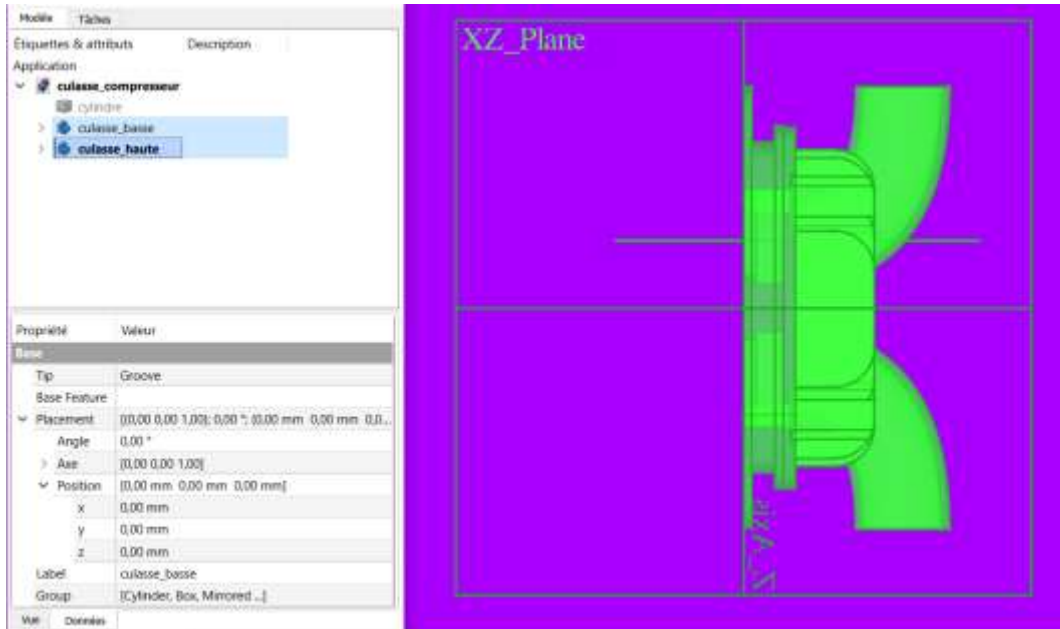 Modèle Tâches
Étiquettes & attributs Description
Application
culasse_compresseur
cylindre
culasse_basse
culasse_haute
XZ_Plane
Propriété Valeur
Base
Tip Groove
Base Feature
Placement [(0,00 0,00 1,00); 0,00 °; (0,00 mm 0,00 mm 0,0...
Angle 0,00 °
Axe [0,00 0,00 1,00]
Position [0,00 mm 0,00 mm 0,00 mm]
x 0,00 mm
y 0,00 mm
z 0,00 mm
Label culasse_basse
Group [Cylinder, Box, Mirrored ...]
Vue Données
Z_Axis